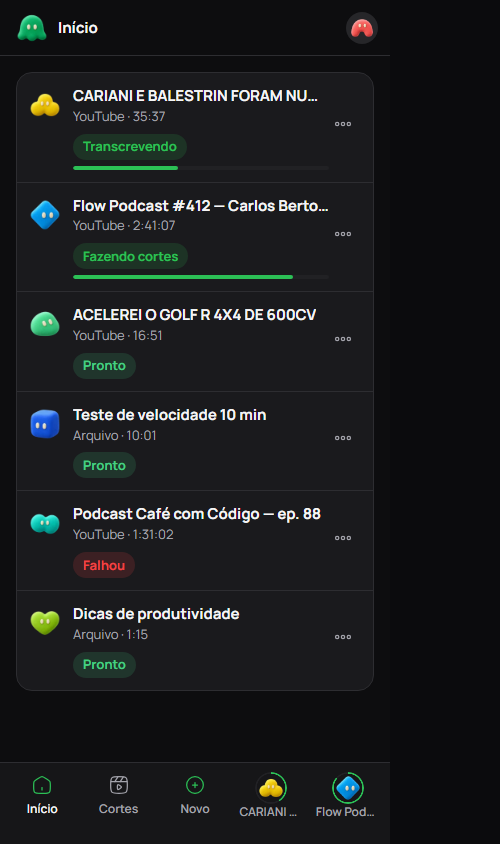 Início
CARIANI E BALESTRIN FORAM NU...
YouTube · 35:37
Transcrevendo
Flow Podcast #412 — Carlos Berto...
YouTube · 2:41:07
Fazendo cortes
ACELEREI O GOLF R 4X4 DE 600CV
YouTube · 16:51
Pronto
Teste de velocidade 10 min
Arquivo · 10:01
Pronto
Podcast Café com Código — ep. 88
YouTube · 1:31:02
Falhou
Dicas de produtividade
Arquivo · 1:15
Pronto
Início
Cortes
Novo
CARIANI ...
Flow Pod...